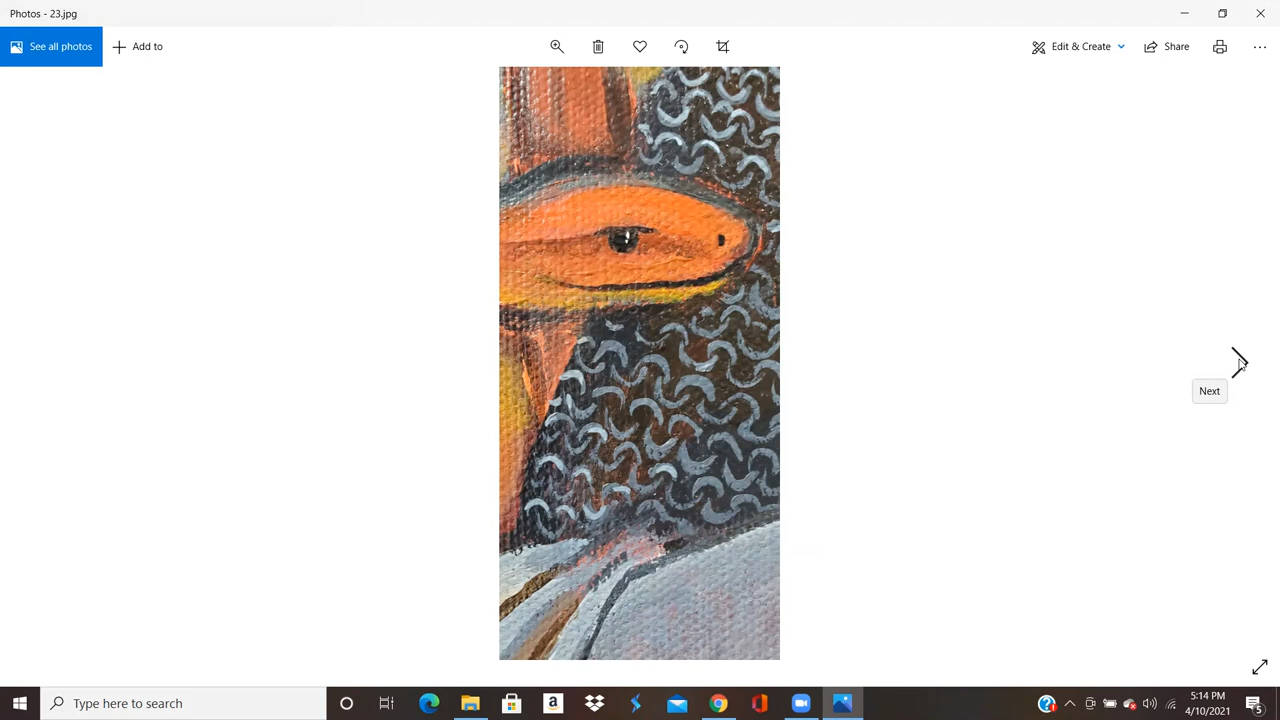 Photos - 23.jpg
See all photos
Add to
Edit & Create
Share
Next
Type here to search
5:14 PM
4/10/2021
5